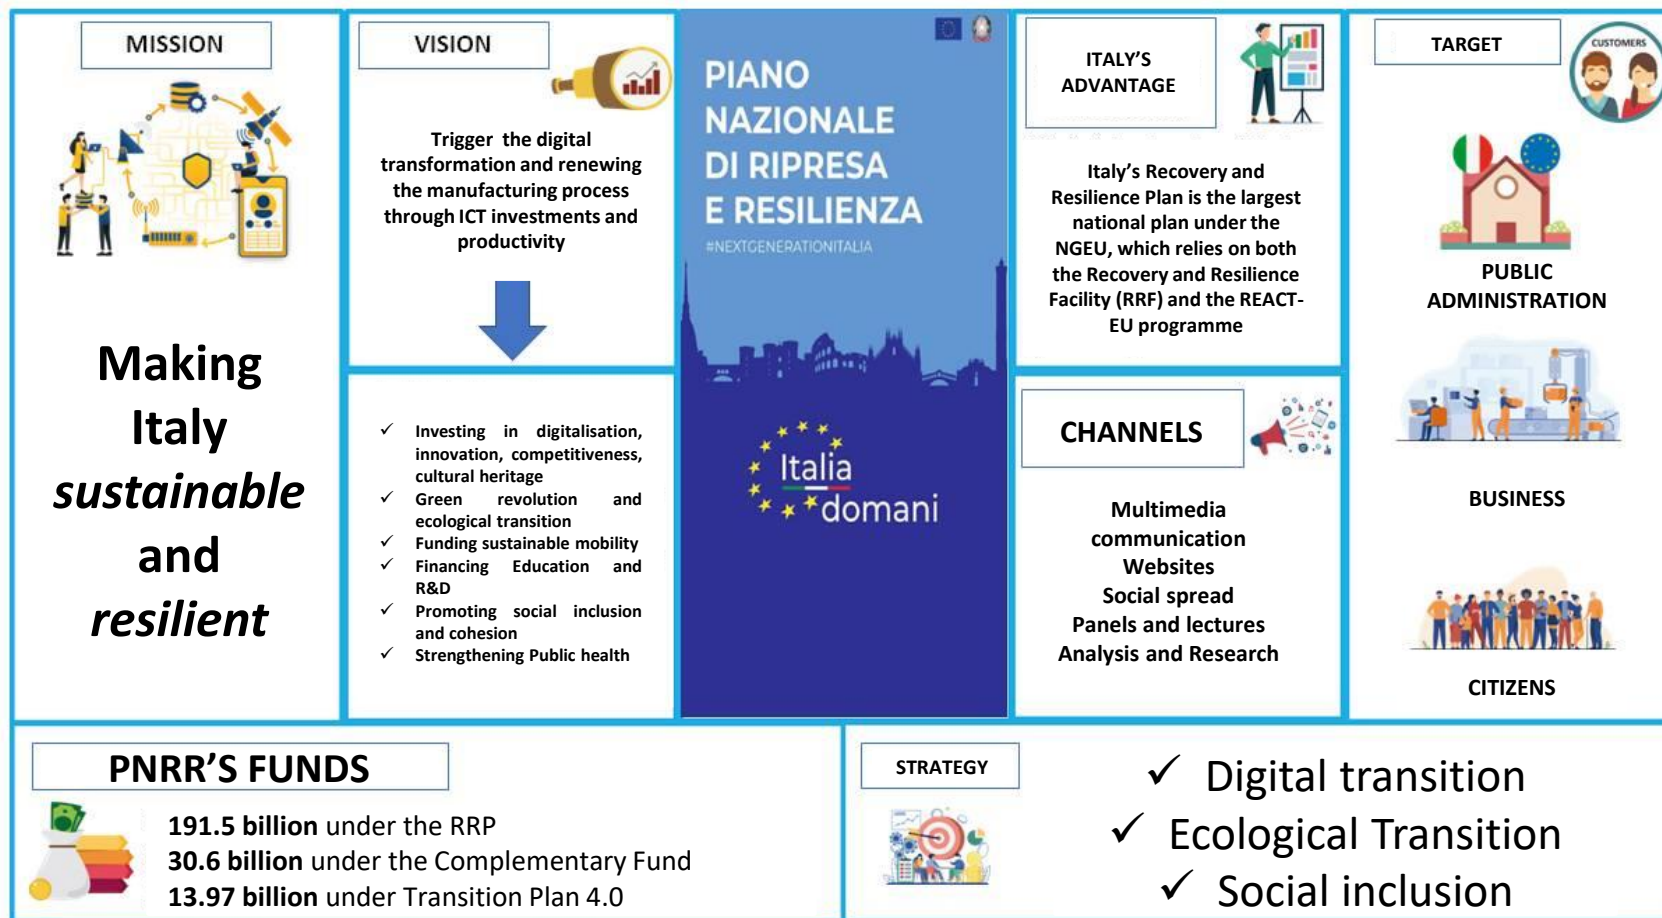 MISSION
Making
Italy
sustainable
and
resilient
VISION
Trigger the digital
transformation and renewing
the manufacturing process
through ICT investments and
productivity
✓ Investing in digitalisation,
innovation, competitiveness,
cultural heritage
✓ Green revolution and
ecological transition
✓ Funding sustainable mobility
✓ Financing Education and
R&D
✓ Promoting social inclusion
and cohesion
✓ Strengthening Public health
PIANO
NAZIONALE
DI RIPRESA
E RESILIENZA
#NEXTGENERATIONITALIA
Italia
domani
ITALY'S
ADVANTAGE
Italy's Recovery and
Resilience Plan is the largest
national plan under the
NGEU, which relies on both
the Recovery and Resilience
Facility (RRF) and the REACT-
EU programme
CHANNELS
Multimedia
communication
Websites
Social spread
Panels and lectures
Analysis and Research
TARGET
CUSTOMERS
PUBLIC
ADMINISTRATION
BUSINESS
CITIZENS
PNRR'S FUNDS
191.5 billion under the RRP
30.6 billion under the Complementary Fund
13.97 billion under Transition Plan 4.0
STRATEGY
✓ Digital transition
✓ Ecological Transition
✓ Social inclusion